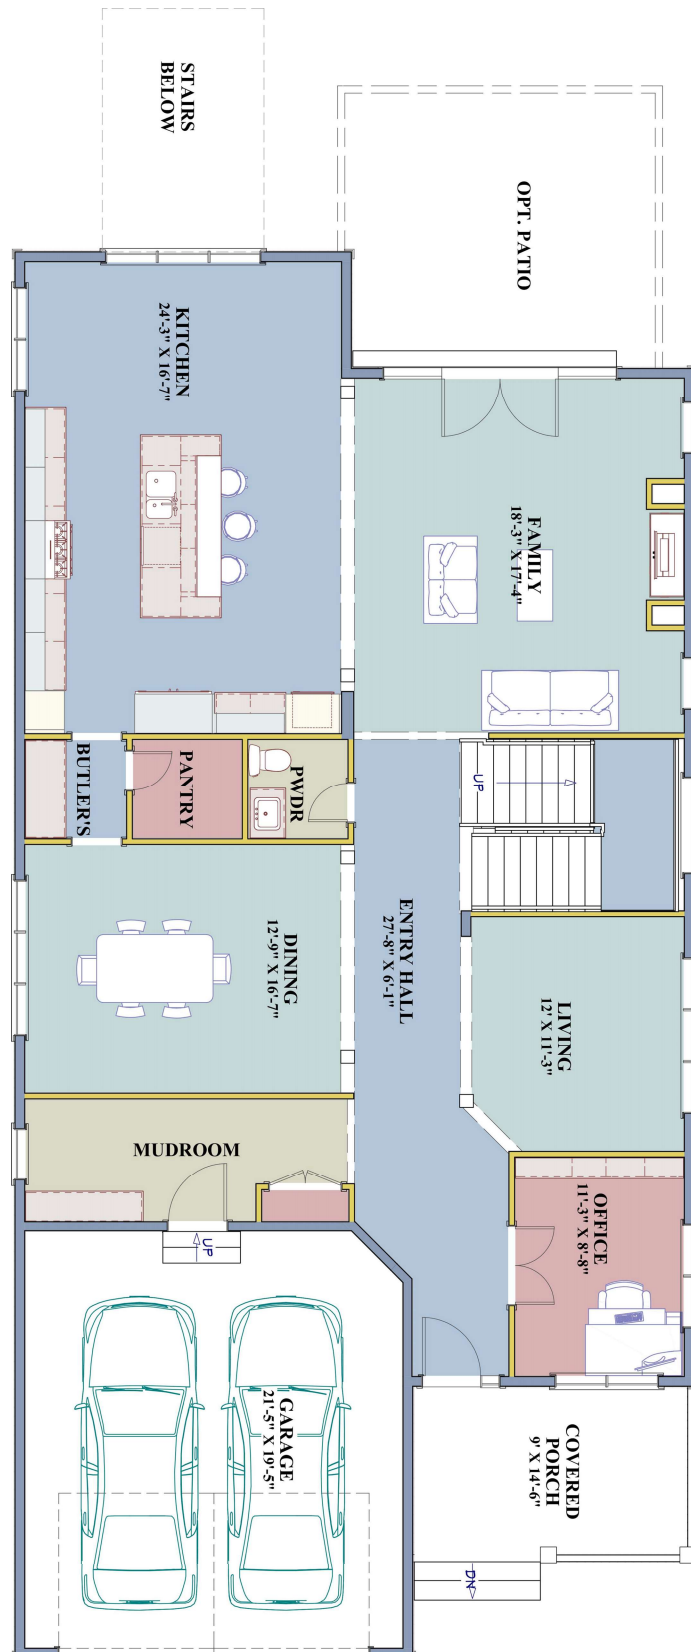 STAIRS
BELOW
OPT. PATIO
KITCHEN
24'-3" X 16'-7"
FAMILY
18'-3" X 17'-4"
UP
BUTLER'S
PANTRY
PWDR
ENTRY HALL
27'-8" X 6'-1"
DINING
12'-9" X 16'-7"
LIVING
12' X 11'-3"
MUDROOM
OFFICE
11'-3" X 8'-8"
UP
GARAGE
21'-5" X 19'-5"
COVERED
PORCH
9' X 14'-6"
DN